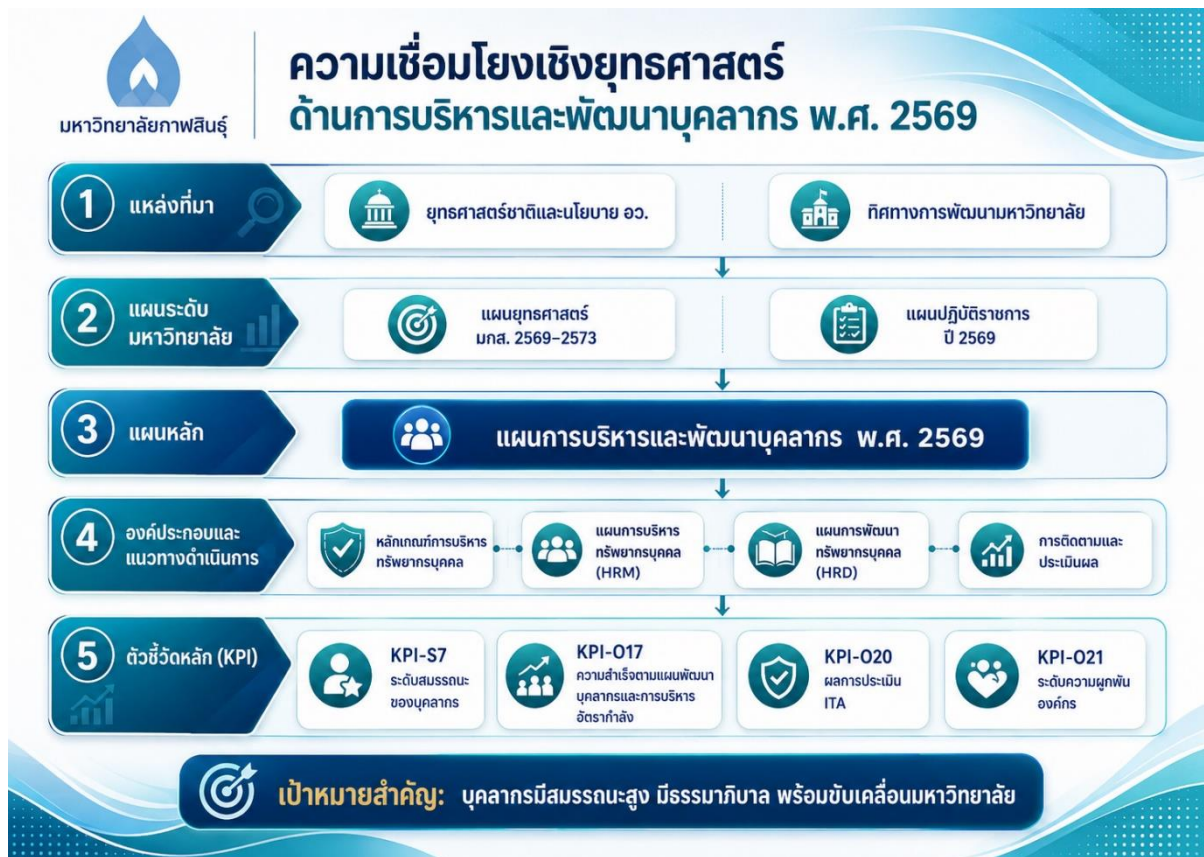 มหาวิทยาลัยกาฬสินธุ์
ความเชื่อมโยงเชิงยุทธศาสตร์
ด้านการบริหารและพัฒนาบุคลากร พ.ศ. 2569
1
แหล่งที่มา
ยุทธศาสตร์ชาติและนโยบาย อว.
ทิศทางการพัฒนามหาวิทยาลัย
2
แผนระดับ
มหาวิทยาลัย
แผนยุทธศาสตร์
มกส. 2569–2573
แผนปฏิบัติราชการ
ปี 2569
3
แผนหลัก
แผนการบริหารและพัฒนาบุคลากร พ.ศ. 2569
4
องค์ประกอบและ
แนวทางดำเนินการ
หลักเกณฑ์การบริหาร
ทรัพยากรบุคคล
แผนการบริหาร
ทรัพยากรบุคคล
(HRM)
แผนการพัฒนา
ทรัพยากรบุคคล
(HRD)
การติดตามและ
ประเมินผล
5
ตัวชี้วัดหลัก (KPI)
KPI-S7
ระดับสมรรถนะ
ของบุคลากร
KPI-O17
ความสำเร็จตามแผนพัฒนา
บุคลากรและการบริหาร
อัตรากำลัง
KPI-O20
ผลการประเมิน
ITA
KPI-O21
ระดับความผูกพัน
องค์กร
เป้าหมายสำคัญ: บุคลากรมีสมรรถนะสูง มีธรรมาภิบาล พร้อมขับเคลื่อนมหาวิทยาลัย